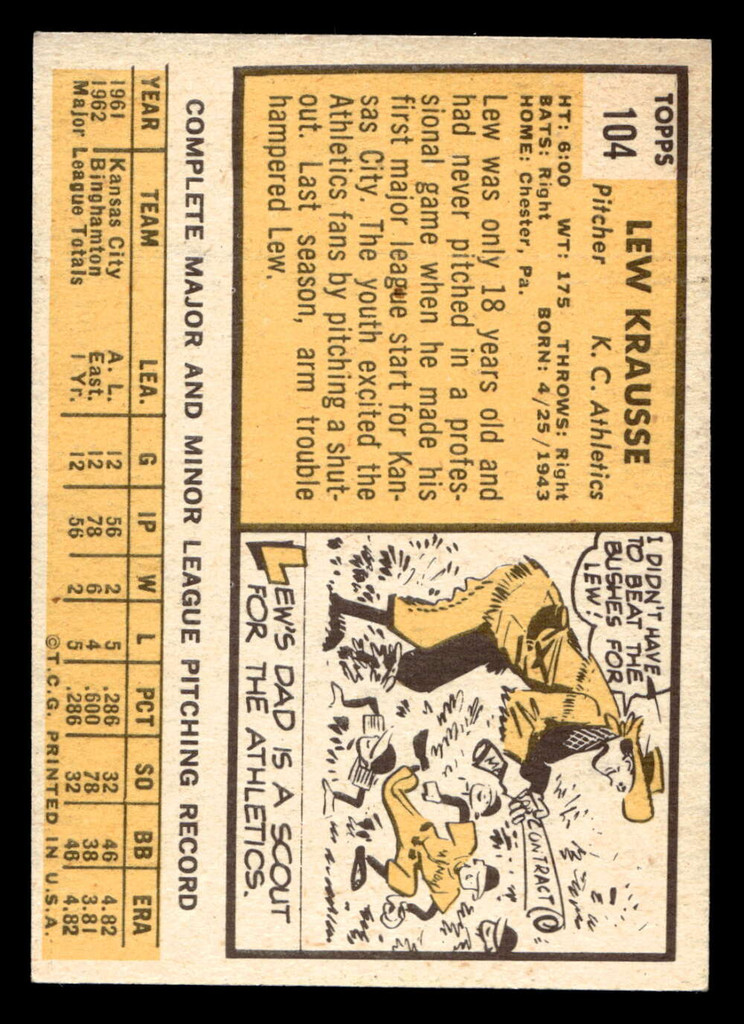 TOPPS
104
LEW KRAUSSE
Pitcher K. C. Athletics
HT: 6:00 WT: 175 THROWS: Right
BATS: Right BORN: 4/25/1943
HOME: Chester, Pa.
Lew was only 18 years old and
had never pitched in a profes-
sional game when he made his
first major league start for Kan-
sas City. The youth excited the
Athletics fans by pitching a shut-
out. Last season, arm trouble
hampered Lew.
I DIDN'T HAVE
TO BEAT THE
BUSHES FOR
LEW!
CONTRACT
LEW'S DAD IS A SCOUT
FOR THE ATHLETICS.
COMPLETE MAJOR AND MINOR LEAGUE PITCHING RECORD
YEAR TEAM LEA. G IP W L PCT SO BB ERA
1961 Kansas City A. L. 12 56 2 5 .286 32 46 4.82
1962 Binghamton East. 12 78 6 4 .600 78 38 3.81
Major League Totals 1 Yr. 12 56 2 5 .286 32 46 4.82
©T.C.G. PRINTED IN U.S.A.